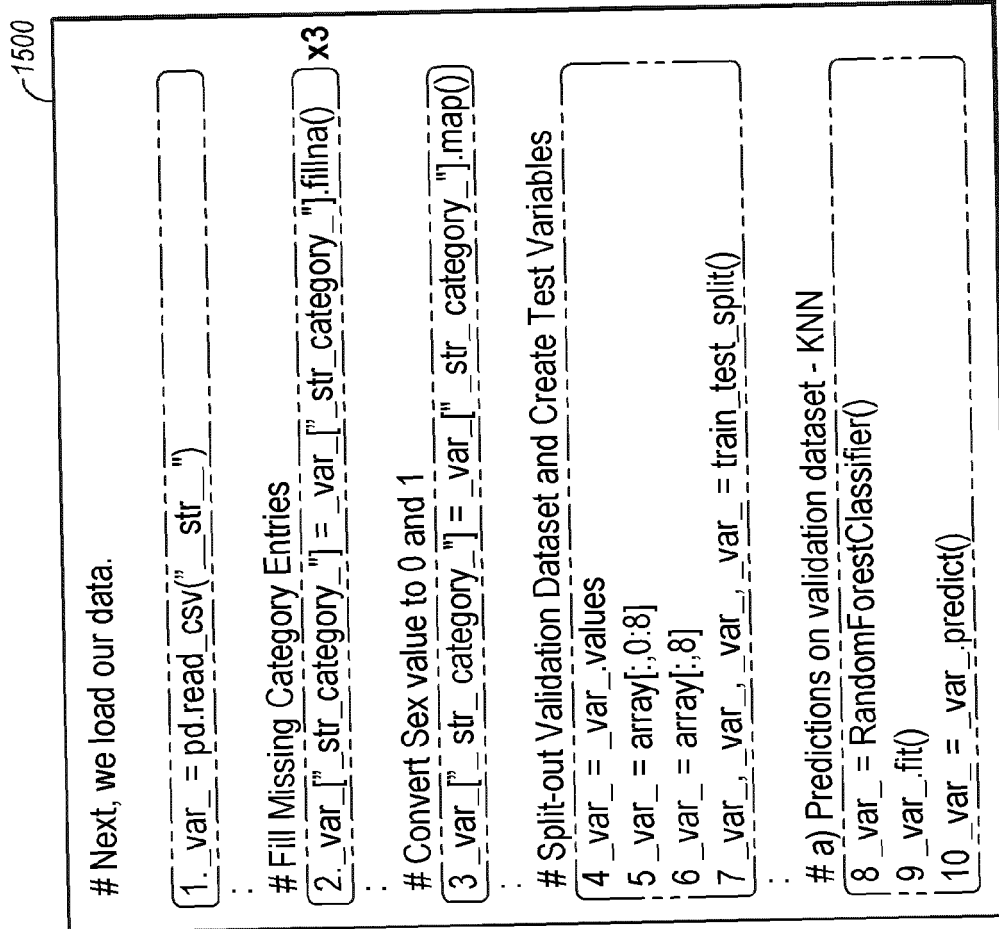 1500
# Next, we load our data.
1._var_ = pd.read_csv("__str__")
..
# Fill Missing Category Entries
2._var_["_str_category_"] = _var_["_str_category_"].fillna()
x3
..
# Convert Sex value to 0 and 1
3 _var_["_str_category_"] = _var_["_str_category_"].map()
..
# Split-out Validation Dataset and Create Test Variables
4 _var_ = _var_.values
5 _var_ = array[:,0:8]
6 _var_ = array[:,8]
7 _var_, _var_, _var_, _var_ = train_test_split()
..
# a) Predictions on validation dataset - KNN
8 _var_ = RandomForestClassifier()
9 _var_.fit()
10 _var_ = _var_.predict()